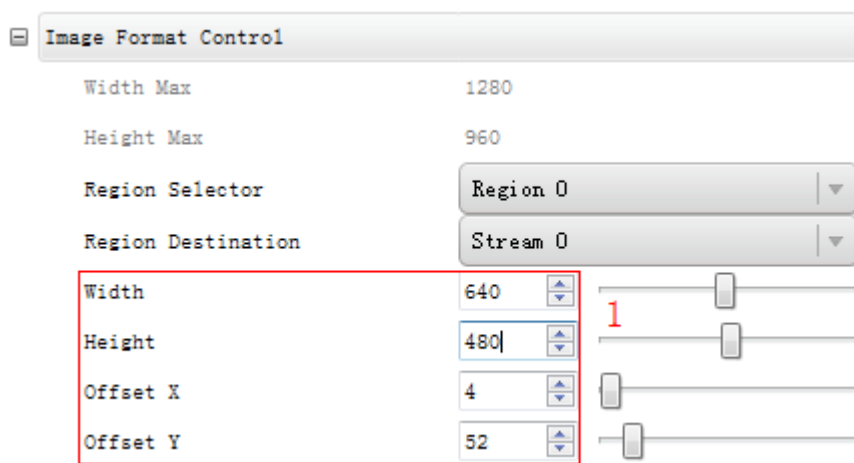 Image Format Control
Width Max 1280
Height Max 960
Region Selector Region 0
Region Destination Stream 0
Width 640
1
Height 480
Offset X 4
Offset Y 52